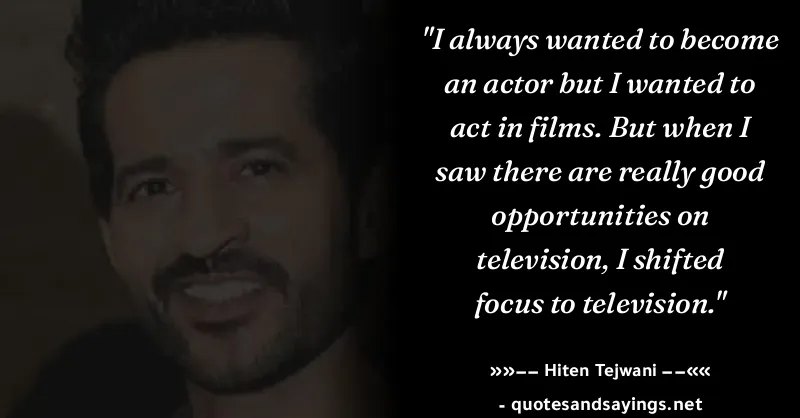 "I always wanted to become
an actor but I wanted to
act in films. But when I
saw there are really good
opportunities on
television, I shifted
focus to television."
»»–– Hiten Tejwani ––««
- quotesandsayings.net